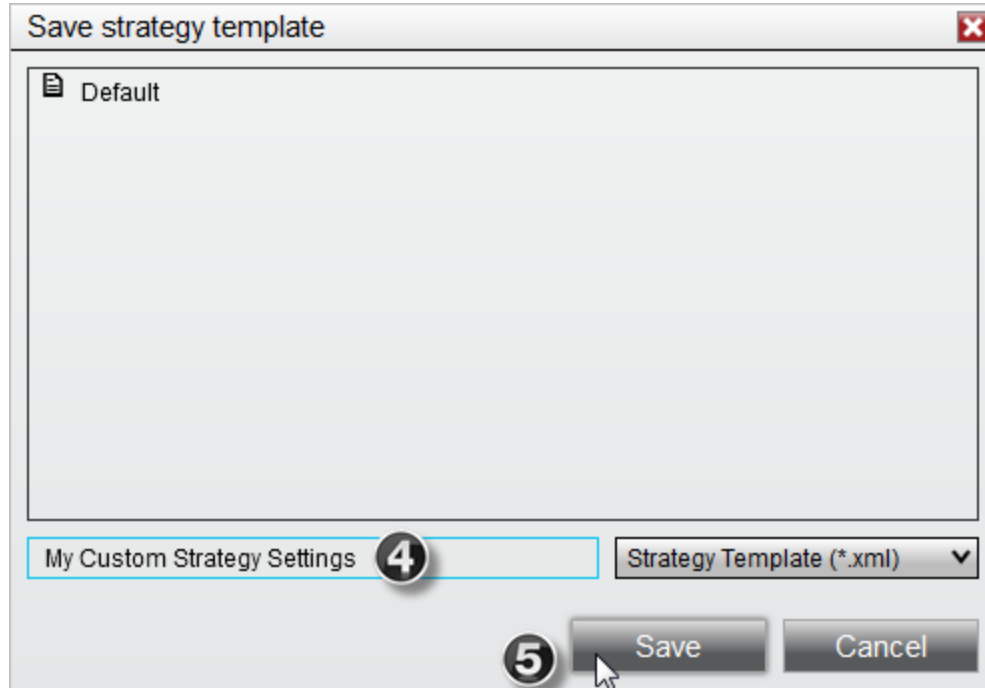 Save strategy template
Default
My Custom Strategy Settings 4 Strategy Template (*.xml)
5 Save Cancel